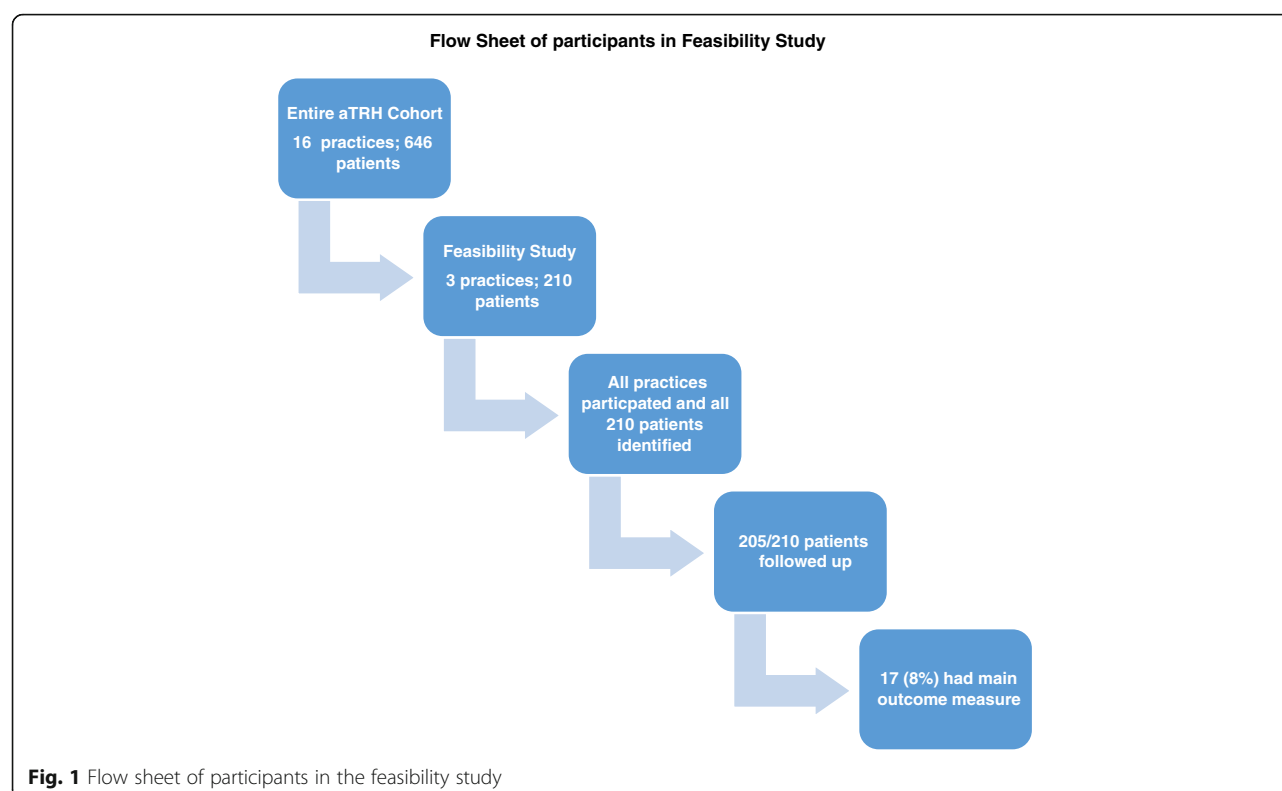 Flow Sheet of participants in Feasibility Study
Entire aTRH Cohort
16 practices; 646
patients
Feasibility Study
3 practices; 210
patients
All practices
particpated and all
210 patients
identified
205/210 patients
followed up
17 (8%) had main
outcome measure
Fig. 1 Flow sheet of participants in the feasibility study